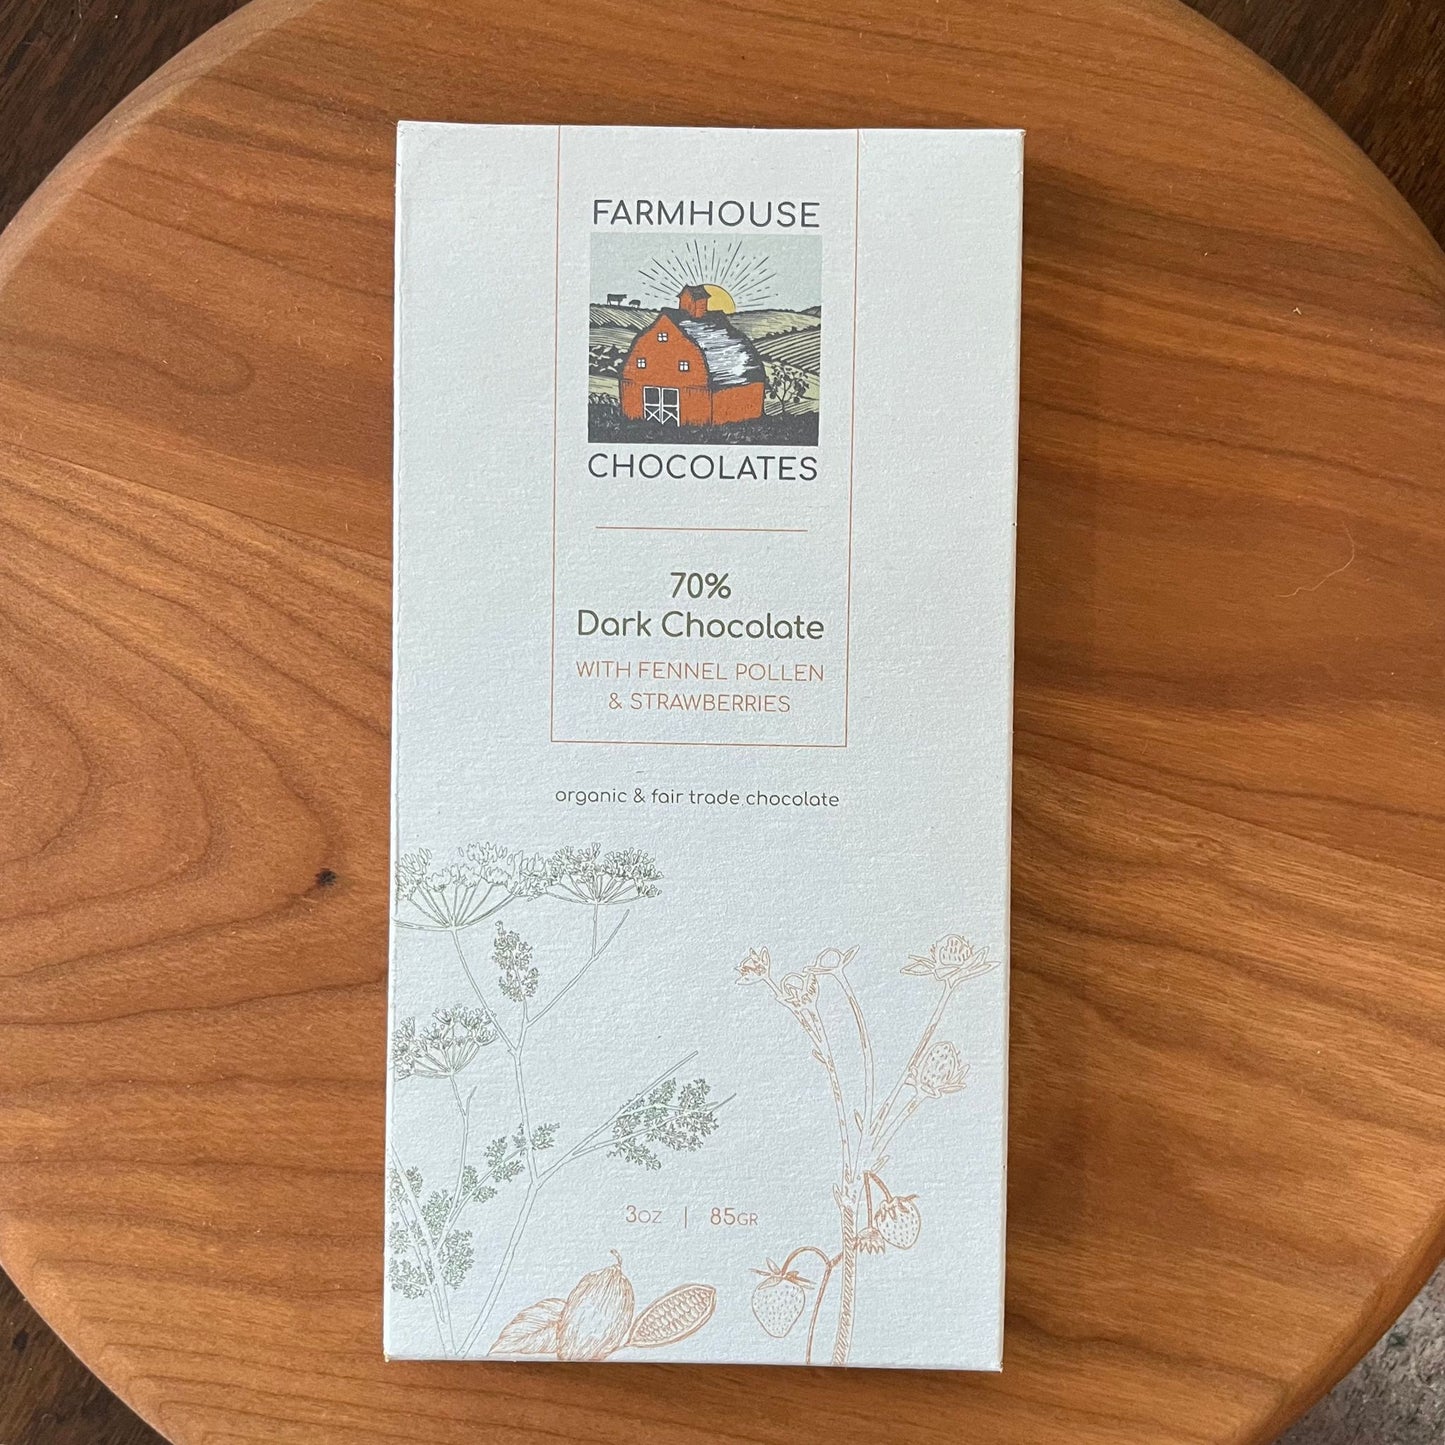 FARMHOUSE
CHOCOLATES
70%
Dark Chocolate
WITH FENNEL POLLEN
& STRAWBERRIES
organic & fair trade chocolate
3OZ | 85GR